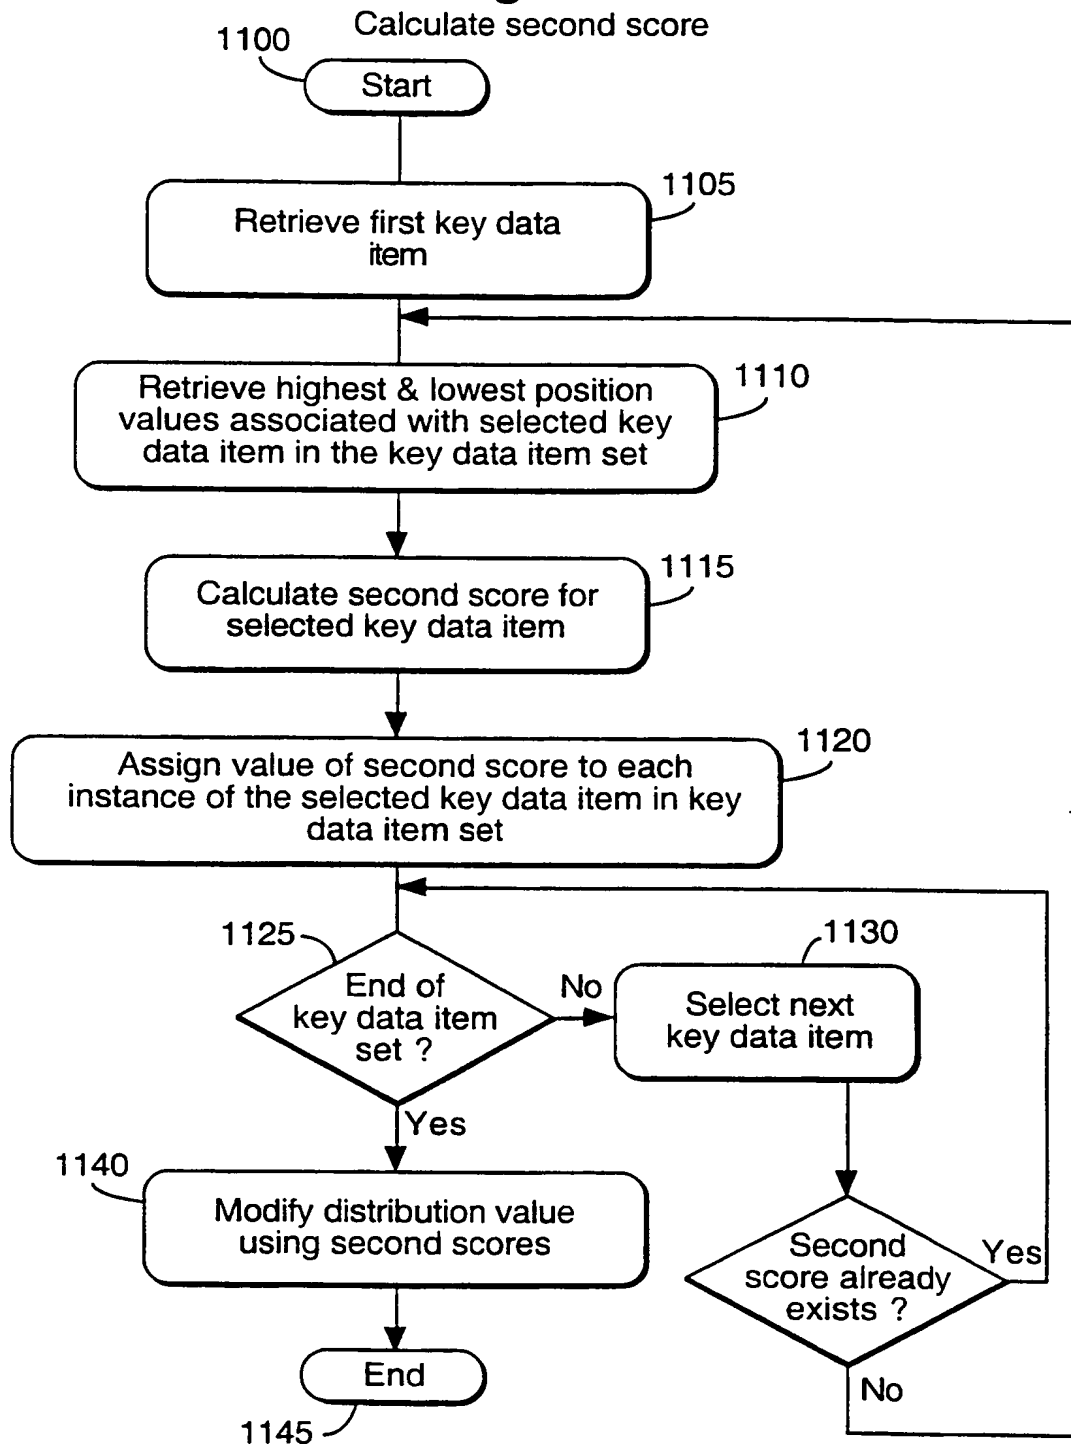 Calculate second score
1100
Start
1105
Retrieve first key data
item
1110
Retrieve highest & lowest position
values associated with selected key
data item in the key data item set
1115
Calculate second score for
selected key data item
1120
Assign value of second score to each
instance of the selected key data item in key
data item set
1125
End of
key data item
set ?
No
1130
Select next
key data item
Yes
1140
Modify distribution value
using second scores
Second
score already
exists ?
Yes
No
End
1145